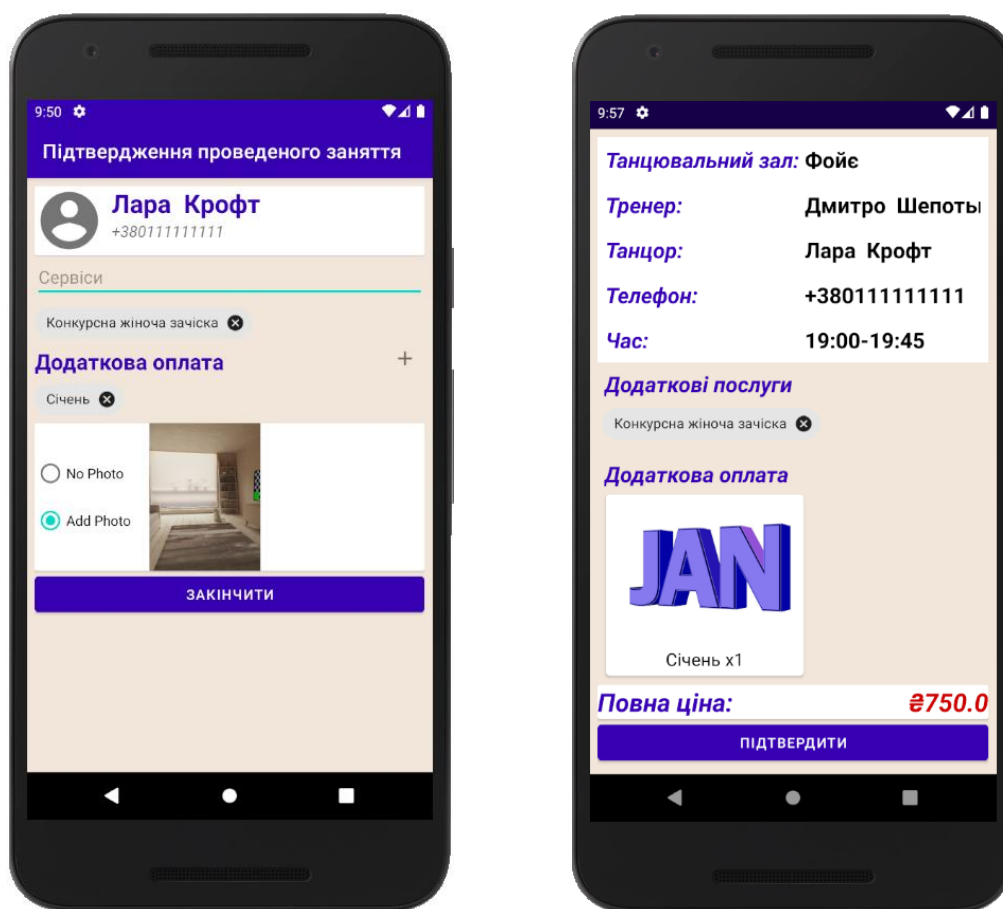 9:50
Підтвердження проведеного заняття
Лара Крофт
+380111111111
Сервіси
Конкурсна жіноча зачіска
Додаткова оплата
Січень
No Photo
Add Photo
ЗАКІНЧИТИ
9:57
Танцювальний зал: Фойє
Тренер: Дмитро Шепоты
Танцор: Лара Крофт
Телефон: +380111111111
Час: 19:00-19:45
Додаткові послуги
Конкурсна жіноча зачіска
Додаткова оплата
JAN
Січень x1
Повна ціна: ₴750.0
ПІДТВЕРДИТИ